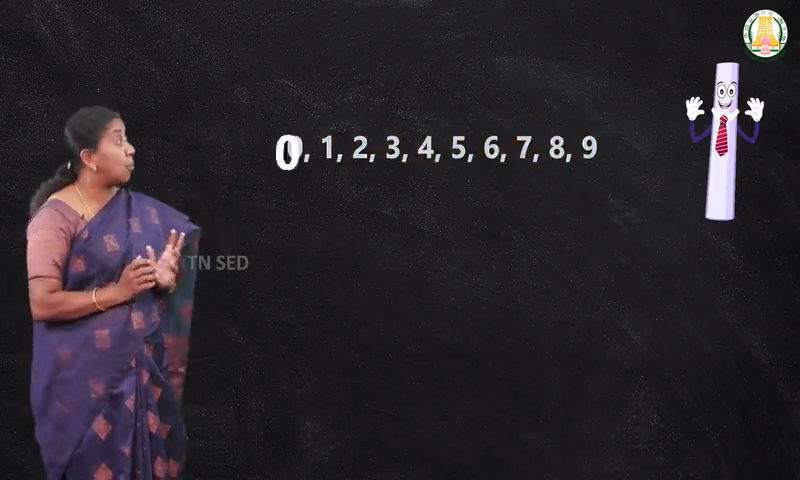 0, 1, 2, 3, 4, 5, 6, 7, 8, 9
TN SED